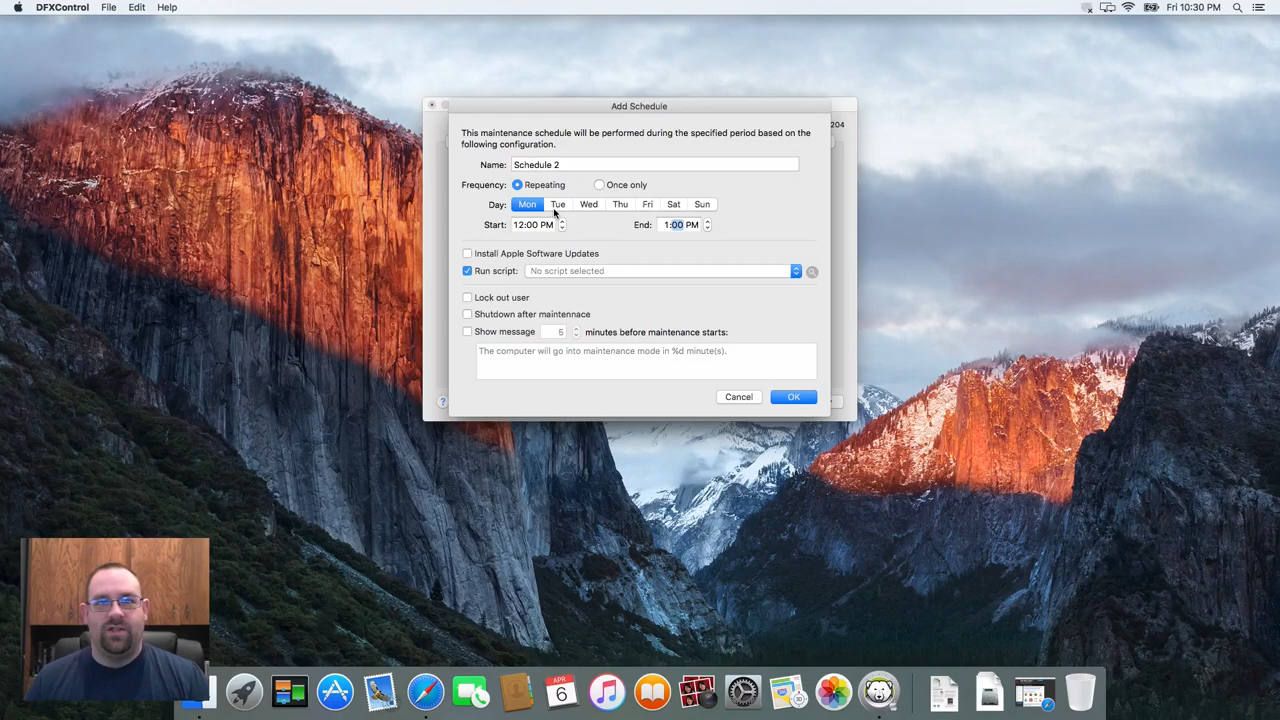 DFXControl File Edit Help Fri 10:30 PM
Add Schedule
204
This maintenance schedule will be performed during the specified period based on the
following configuration.
Name: Schedule 2
Frequency: Repeating Once only
Day: Mon Tue Wed Thu Fri Sat Sun
Start: 12:00 PM End: 1:00 PM
Install Apple Software Updates
Run script: No script selected
Lock out user
Shutdown after maintennace
Show message 5 minutes before maintenance starts:
The computer will go into maintenance mode in %d minute(s).
? Cancel OK
APR
6